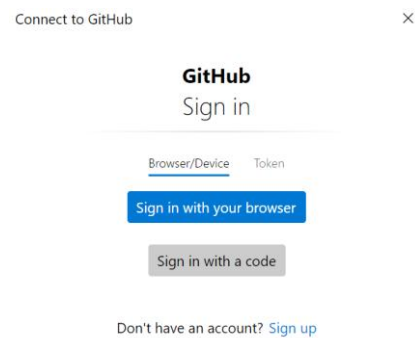 Connect to GitHub
GitHub
Sign in
Browser/Device Token
Sign in with your browser
Sign in with a code
Don't have an account? Sign up